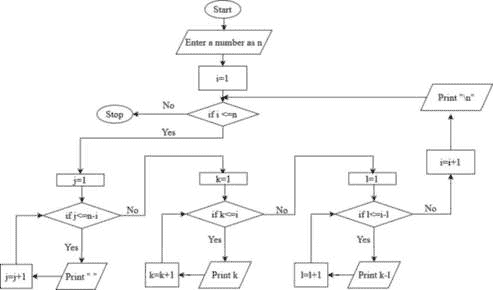 Start
Enter a number as n
i=1
if i <=n
No
Stop
Yes
Print "\n"
i=i+1
j=1
if j<=n-i
No
Yes
Print " "
j=j+1
k=1
if k<=i
No
Yes
Print k
k=k+1
l=1
if l<=i-l
No
Yes
Print k-l
l=l+1